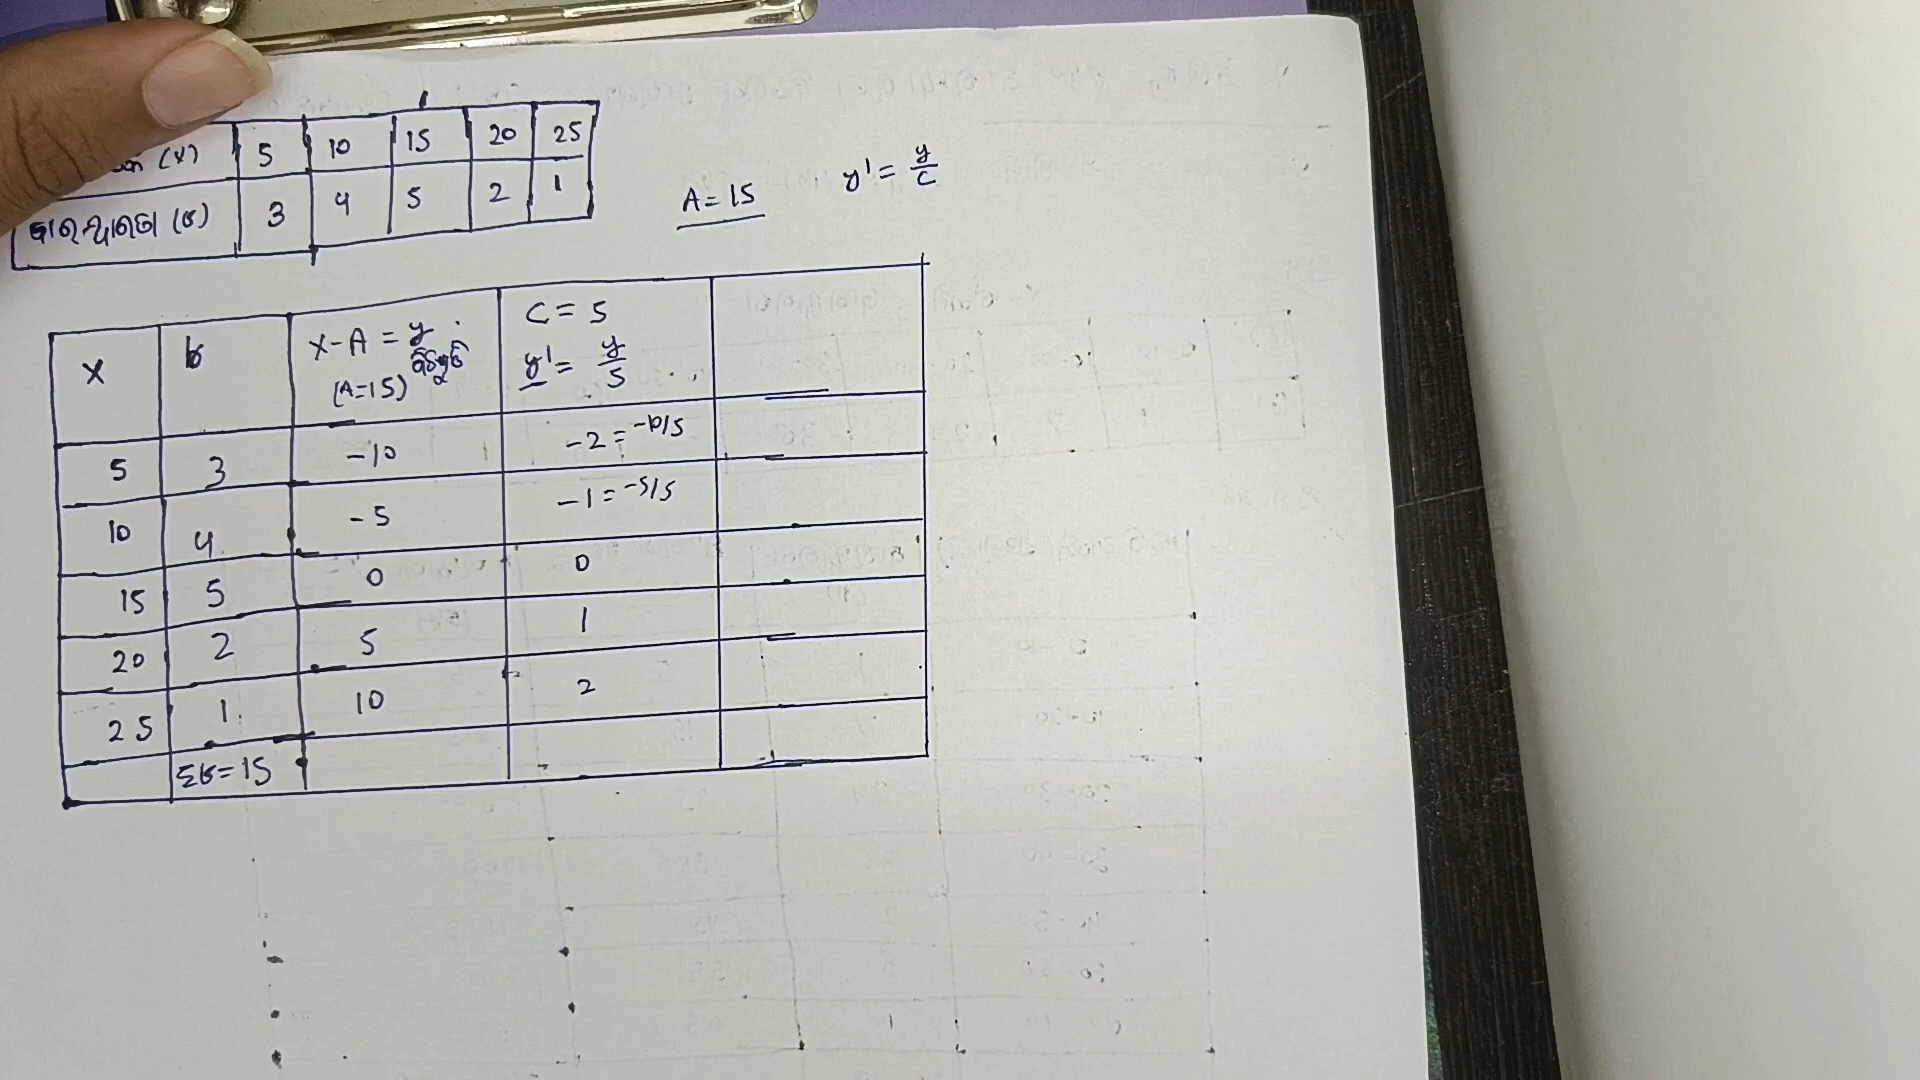 (x) 5 10 15 20 25
ବାରମ୍ବାରତା (f) 3 4 5 2 1
A = 15
y' = y/c
x f x-A = y (A=15) ବିଚ୍ୟୁତି C = 5 y' = y/5
5 3 -10 -2 = -10/5
10 4 -5 -1 = -5/5
15 5 0 0
20 2 5 1
25 1 10 2
Σf = 15